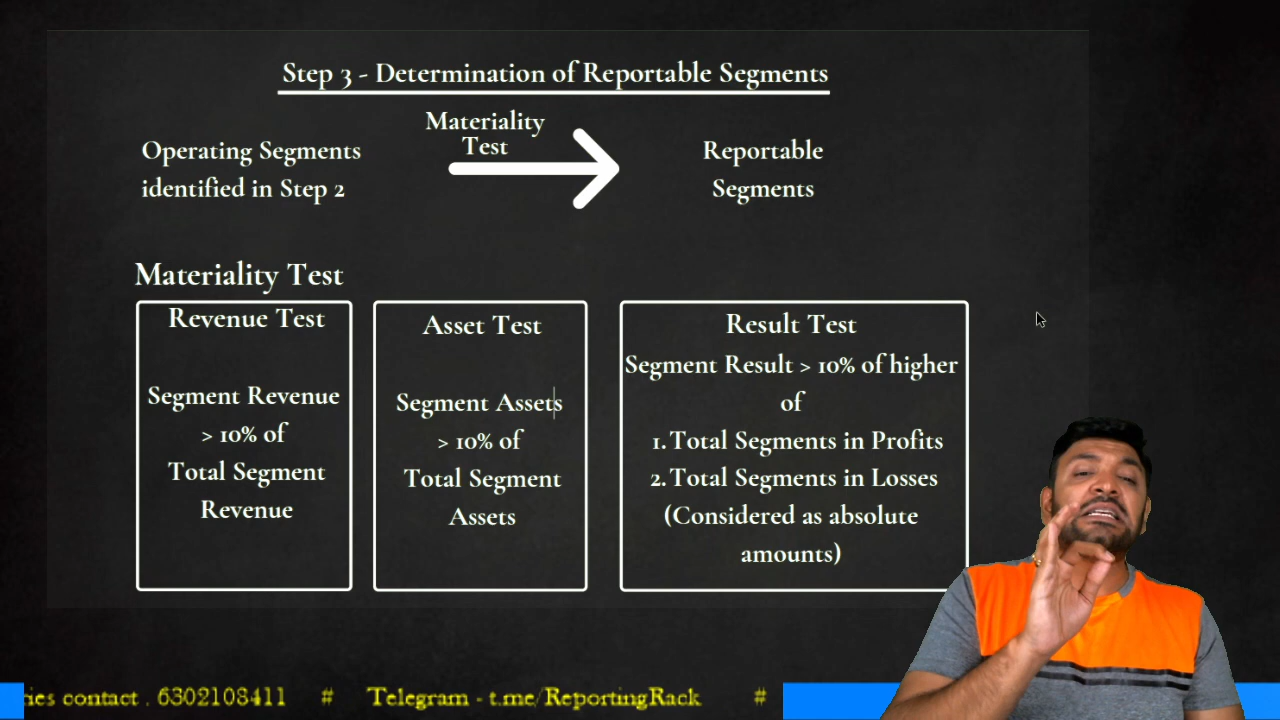 Step 3 - Determination of Reportable Segments
Materiality
Test
Operating Segments
identified in Step 2
Reportable
Segments
Materiality Test
Revenue Test
Segment Revenue
> 10% of
Total Segment
Revenue
Asset Test
Segment Assets
> 10% of
Total Segment
Assets
Result Test
Segment Result > 10% of higher
of
1. Total Segments in Profits
2. Total Segments in Losses
(Considered as absolute
amounts)
contact . 6302108411 # Telegram - t.me/ReportingRack #